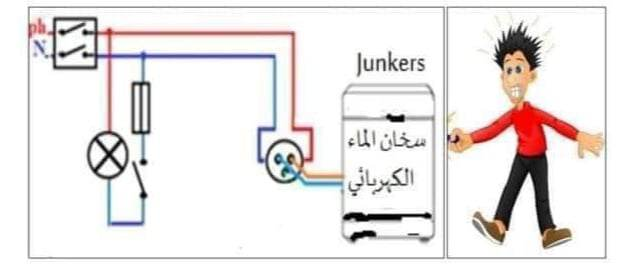 ph
N
Junkers
سخان الماء
الكهربائي